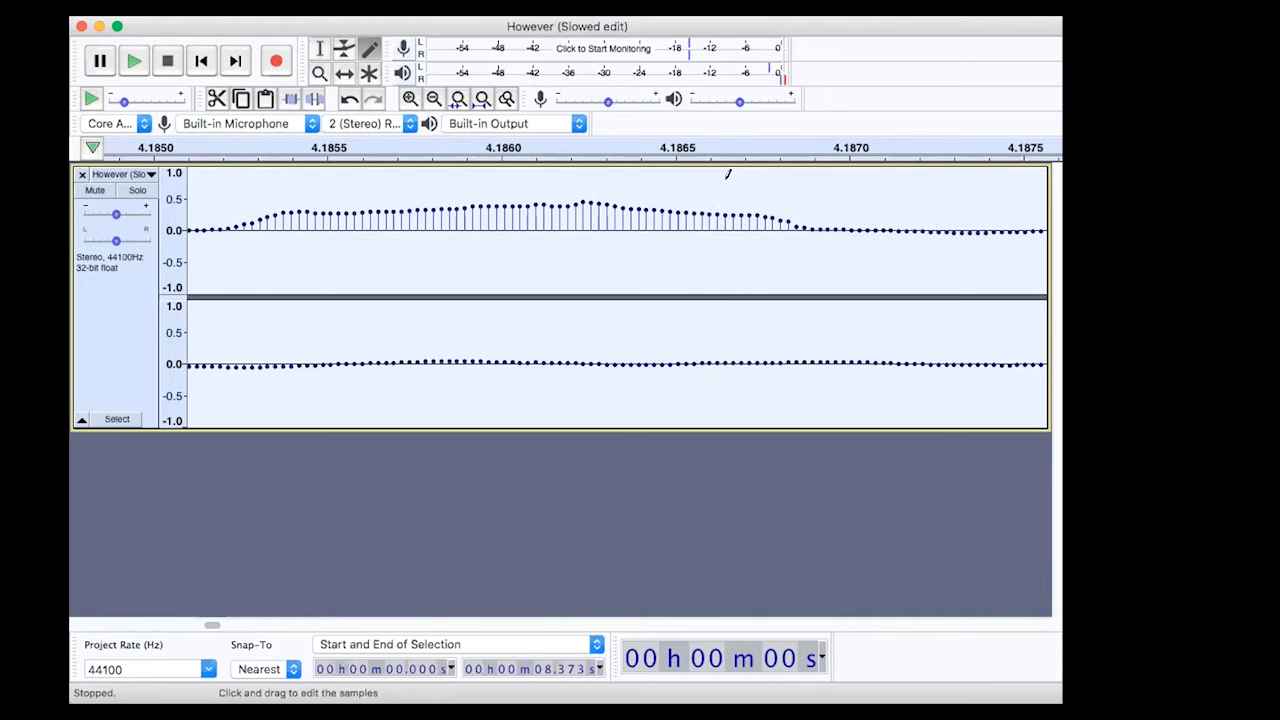 However (Slowed edit)
L
R
-54 -48 -42 Click to Start Monitoring -18 -12 -6 0
L
R
-54 -48 -42 -36 -30 -24 -18 -12 -6 0
- +
- +
- +
Core A... Built-in Microphone 2 (Stereo) R... Built-in Output
4.1850 4.1855 4.1860 4.1865 4.1870 4.1875
However (Slo
Mute Solo
- +
L R
Stereo, 44100Hz
32-bit float
Select
1.0
0.5
0.0
-0.5
-1.0
1.0
0.5
0.0
-0.5
-1.0
Project Rate (Hz) Snap-To Start and End of Selection
44100 Nearest 00 h 00 m 00.000 s 00 h 00 m 08.373 s 00 h 00 m 00 s
Stopped. Click and drag to edit the samples